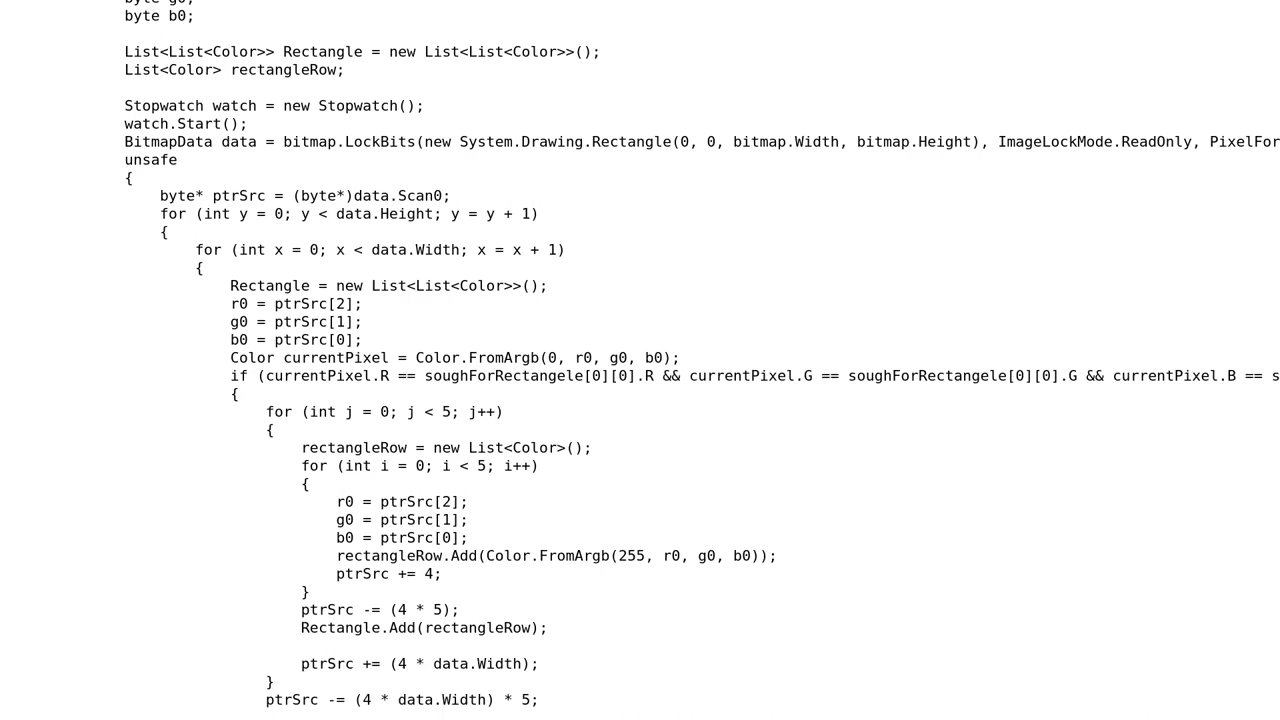 byte g0;
byte b0;
List<List<Color>> Rectangle = new List<List<Color>>();
List<Color> rectangleRow;
Stopwatch watch = new Stopwatch();
watch.Start();
BitmapData data = bitmap.LockBits(new System.Drawing.Rectangle(0, 0, bitmap.Width, bitmap.Height), ImageLockMode.ReadOnly, PixelFor
unsafe
{
byte* ptrSrc = (byte*)data.Scan0;
for (int y = 0; y < data.Height; y = y + 1)
{
for (int x = 0; x < data.Width; x = x + 1)
{
Rectangle = new List<List<Color>>();
r0 = ptrSrc[2];
g0 = ptrSrc[1];
b0 = ptrSrc[0];
Color currentPixel = Color.FromArgb(0, r0, g0, b0);
if (currentPixel.R == soughForRectangele[0][0].R && currentPixel.G == soughForRectangele[0][0].G && currentPixel.B == s
{
for (int j = 0; j < 5; j++)
{
rectangleRow = new List<Color>();
for (int i = 0; i < 5; i++)
{
r0 = ptrSrc[2];
g0 = ptrSrc[1];
b0 = ptrSrc[0];
rectangleRow.Add(Color.FromArgb(255, r0, g0, b0));
ptrSrc += 4;
}
ptrSrc -= (4 * 5);
Rectangle.Add(rectangleRow);
ptrSrc += (4 * data.Width);
}
ptrSrc -= (4 * data.Width) * 5;